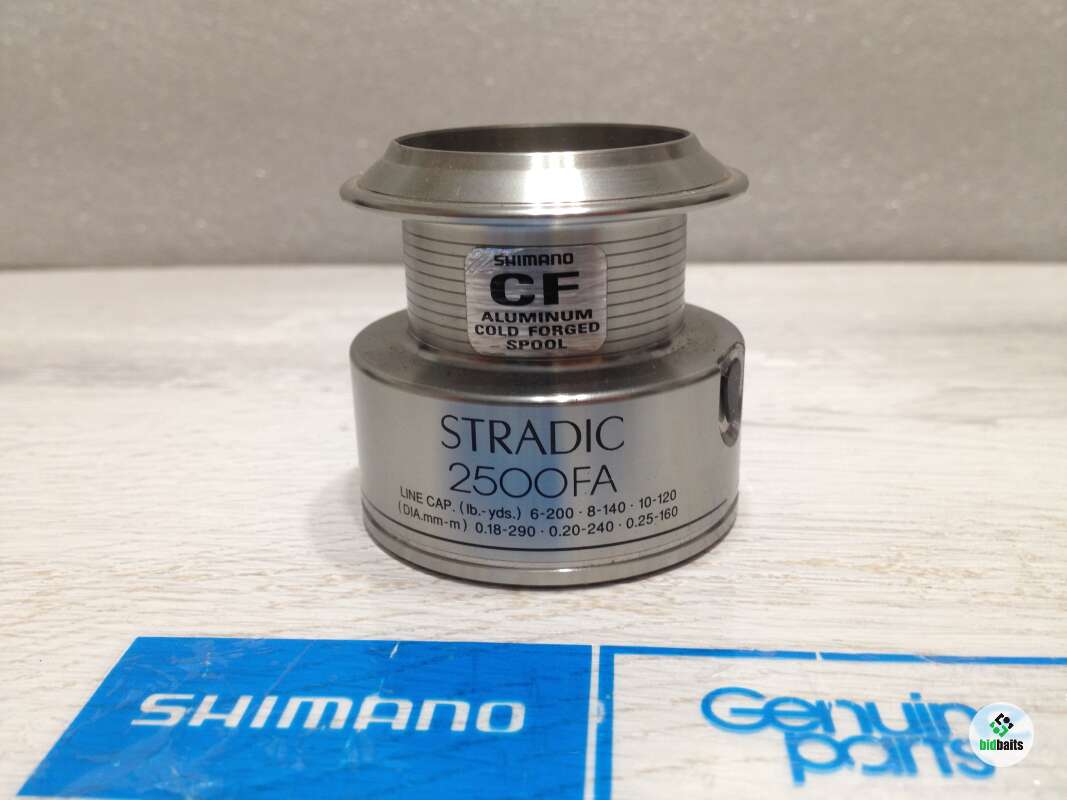 SHIMANO
CF
ALUMINUM
COLD FORGED
SPOOL
STRADIC
2500FA
LINE CAP. (lb.-yds.) 6-200 · 8-140 · 10-120
(DIA.mm-m) 0.18-290 · 0.20-240 · 0.25-160
SHIMANO
Genuin
parts
bidbaits